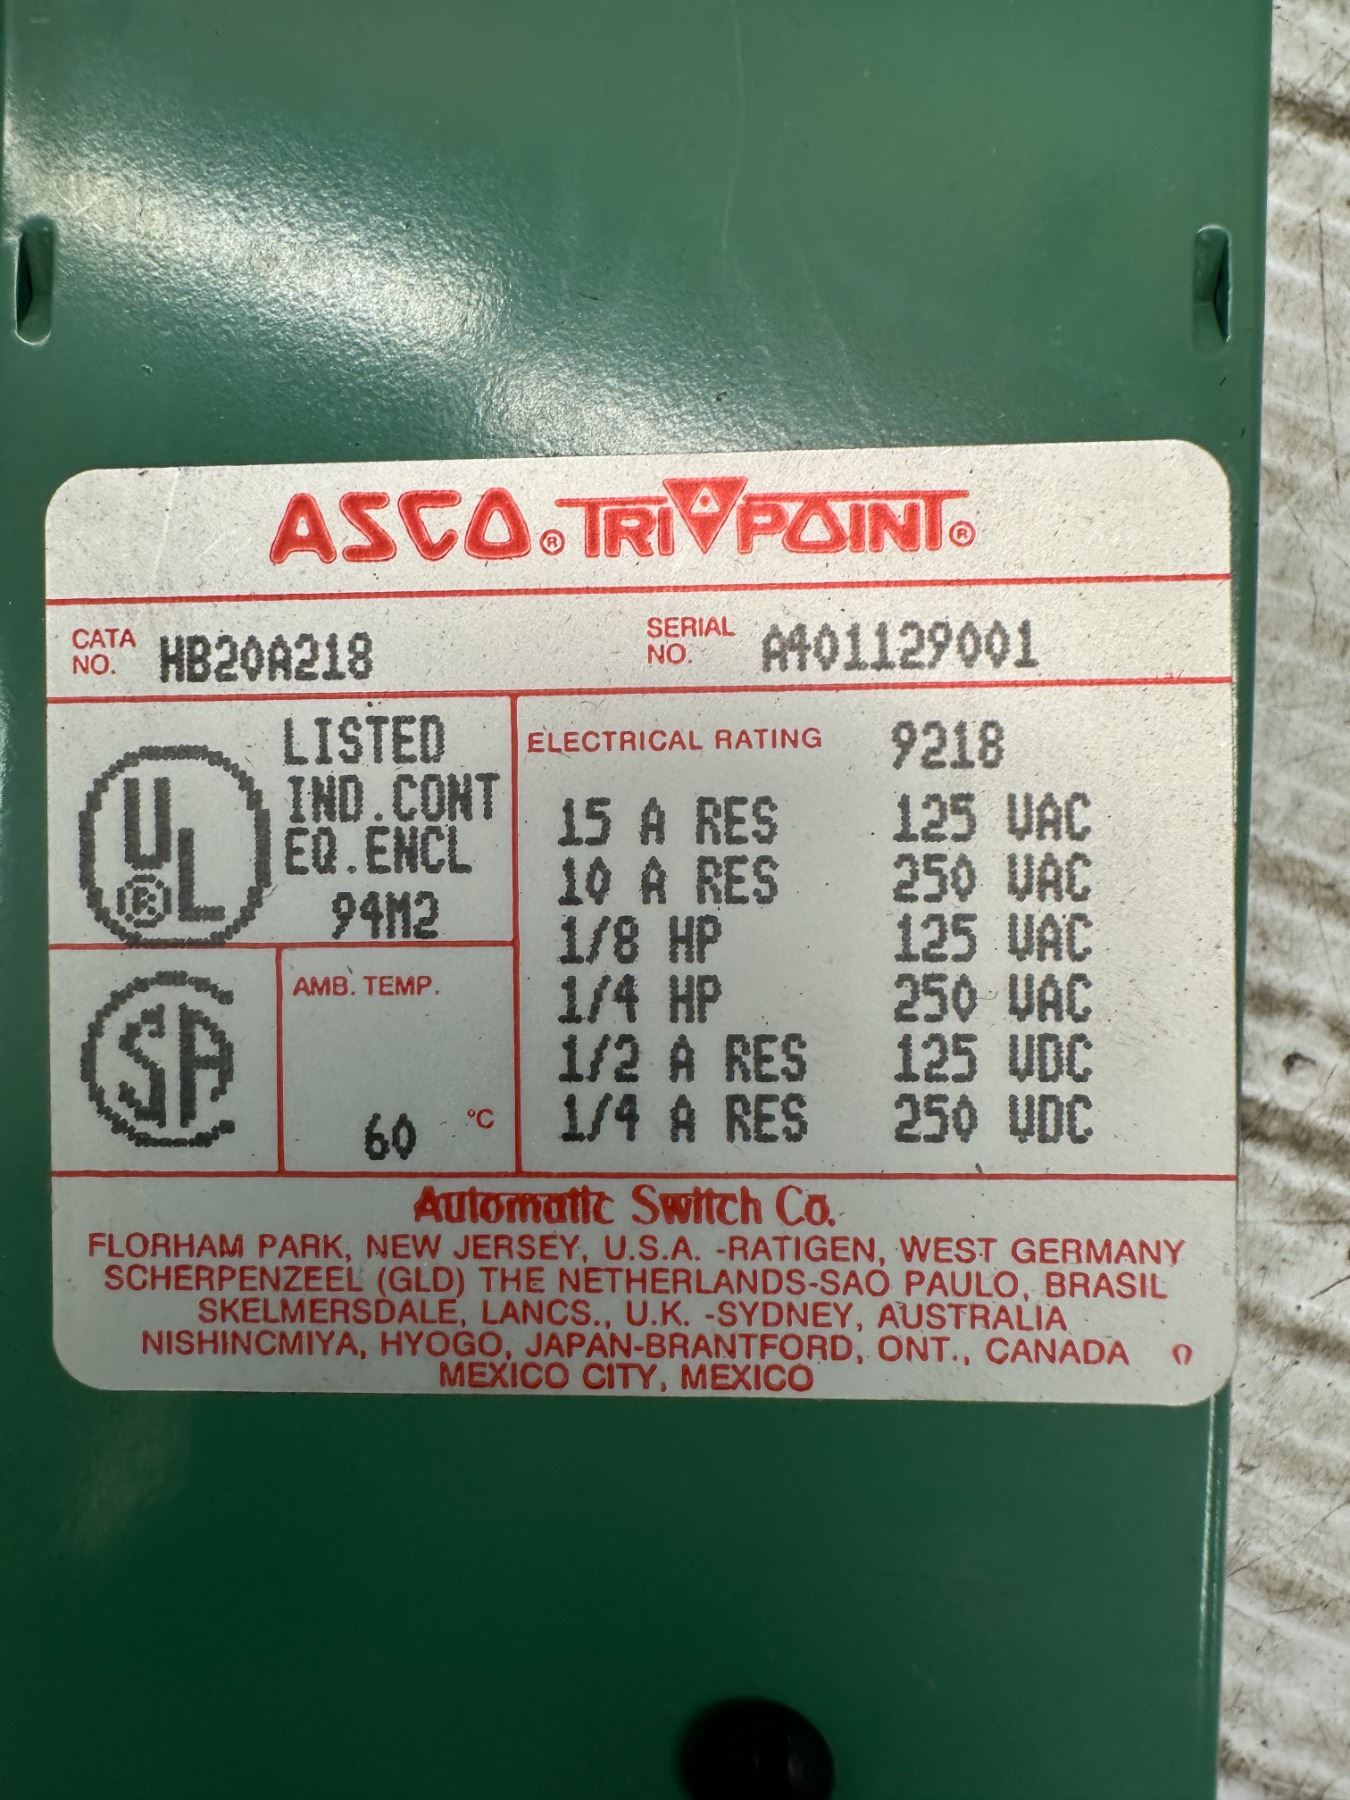 ASCO® TRIPOINT®
CATA NO. HB20A218 SERIAL NO. A401129001
UL® LISTED IND.CONT EQ.ENCL 94M2
SA
AMB. TEMP.
60 °C
ELECTRICAL RATING 9218
15 A RES 125 VAC
10 A RES 250 VAC
1/8 HP 125 VAC
1/4 HP 250 VAC
1/2 A RES 125 VDC
1/4 A RES 250 VDC
Automatic Switch Co.
FLORHAM PARK, NEW JERSEY, U.S.A. -RATIGEN, WEST GERMANY
SCHERPENZEEL (GLD) THE NETHERLANDS-SAO PAULO, BRASIL
SKELMERSDALE, LANCS., U.K. -SYDNEY, AUSTRALIA
NISHINCMIYA, HYOGO, JAPAN-BRANTFORD, ONT., CANADA
MEXICO CITY, MEXICO